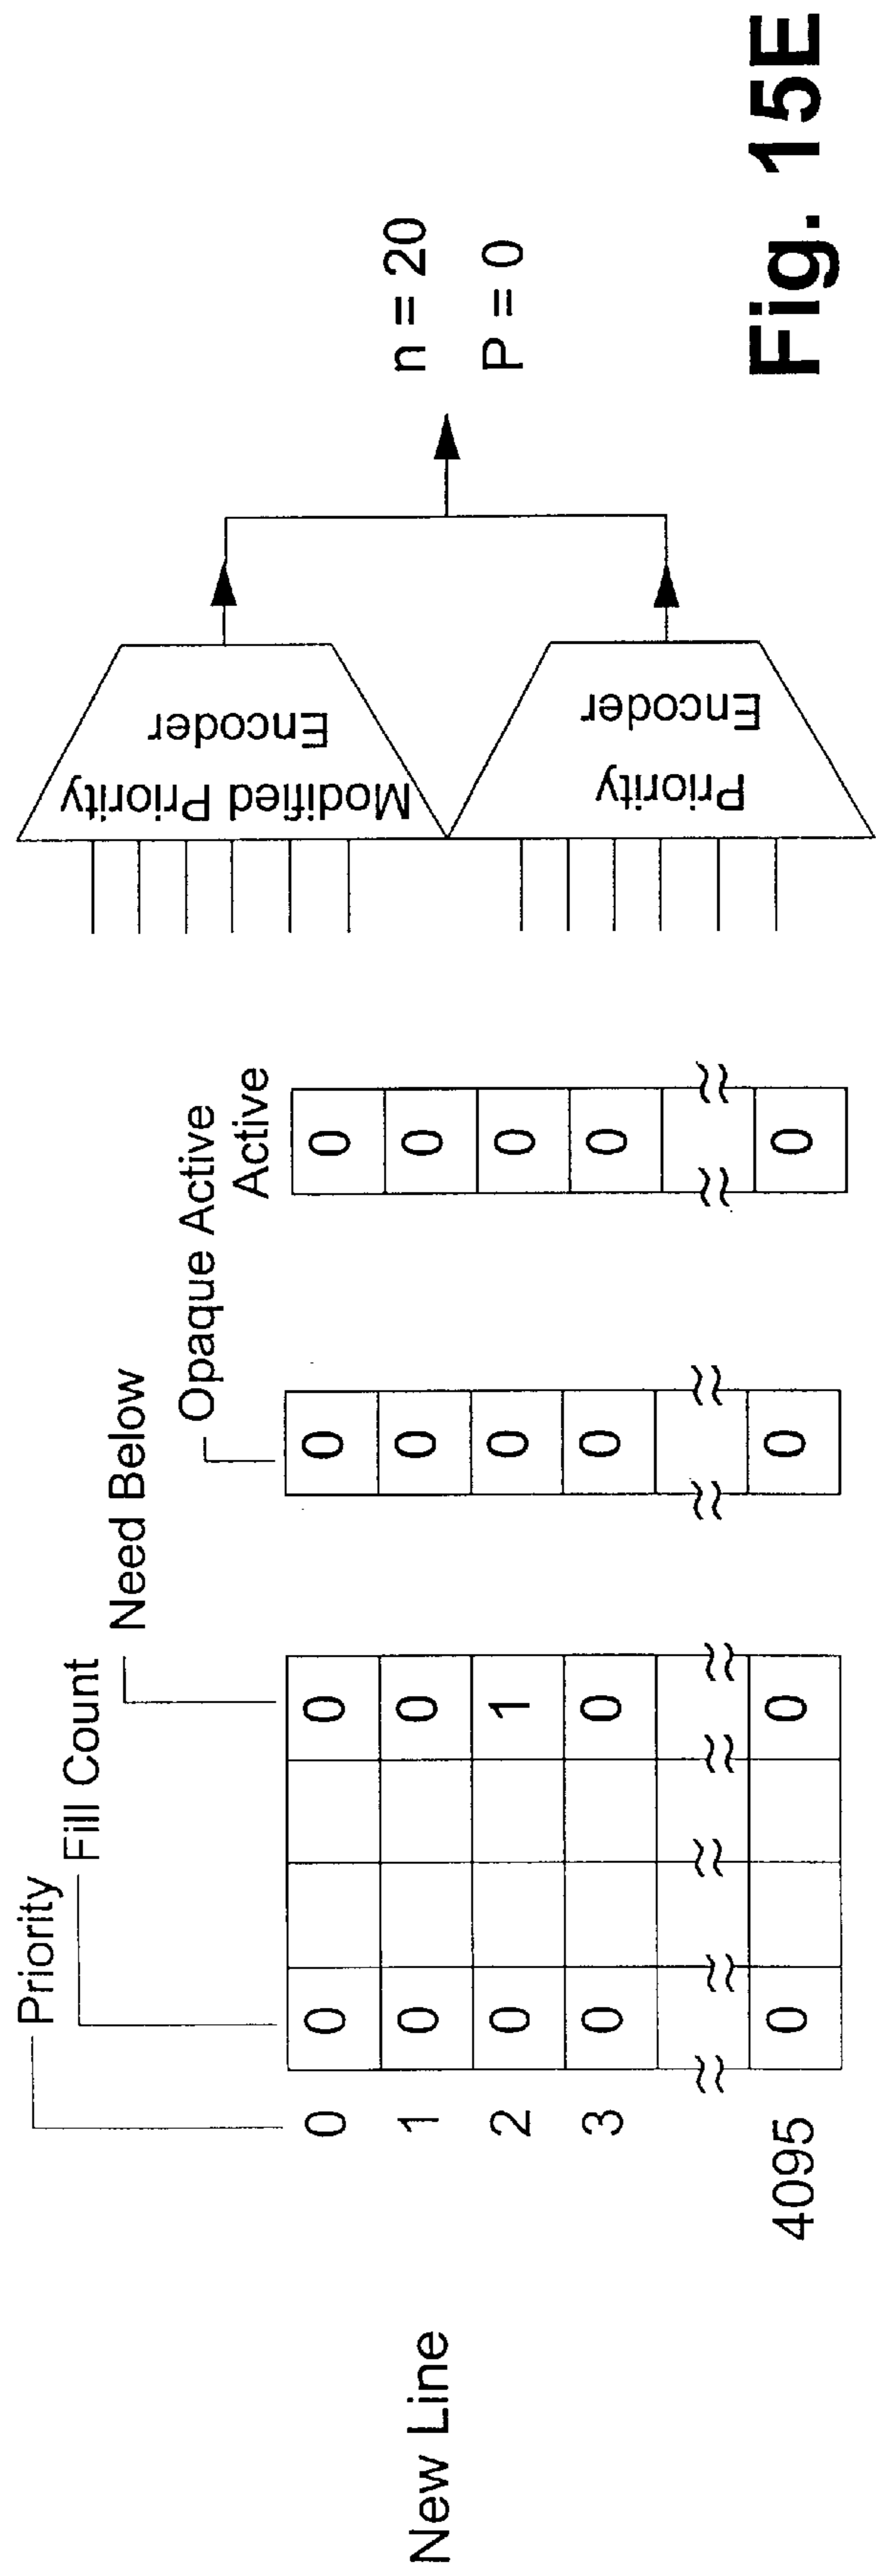 New Line
Priority
Fill Count
Need Below
Opaque Active
Active
0 0 0 0 0
1 0 0 0 0
2 0 1 0 0
3 0 0 0 0
4095 0 0 0 0
Modified Priority
Encoder
Priority
Encoder
n = 20
P = 0
Fig. 15E